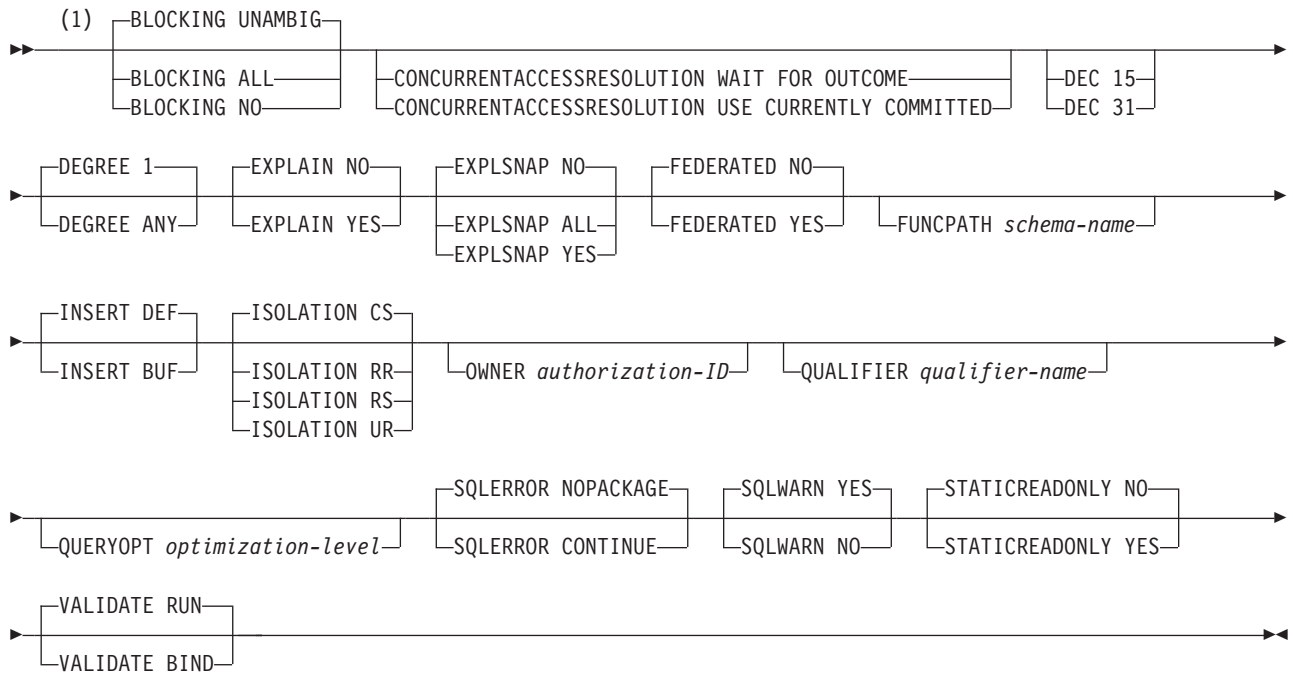 (1) BLOCKING UNAMBIG
BLOCKING ALL CONCURRENTACCESSRESOLUTION WAIT FOR OUTCOME DEC 15
BLOCKING NO CONCURRENTACCESSRESOLUTION USE CURRENTLY COMMITTED DEC 31
DEGREE 1 EXPLAIN NO EXPLSNAP NO FEDERATED NO
DEGREE ANY EXPLAIN YES EXPLSNAP ALL FEDERATED YES FUNCPATH schema-name
EXPLSNAP YES
INSERT DEF ISOLATION CS
INSERT BUF ISOLATION RR OWNER authorization-ID QUALIFIER qualifier-name
ISOLATION RS
ISOLATION UR
SQLERROR NOPACKAGE SQLWARN YES STATICREADONLY NO
QUERYOPT optimization-level SQLERROR CONTINUE SQLWARN NO STATICREADONLY YES
VALIDATE RUN
VALIDATE BIND